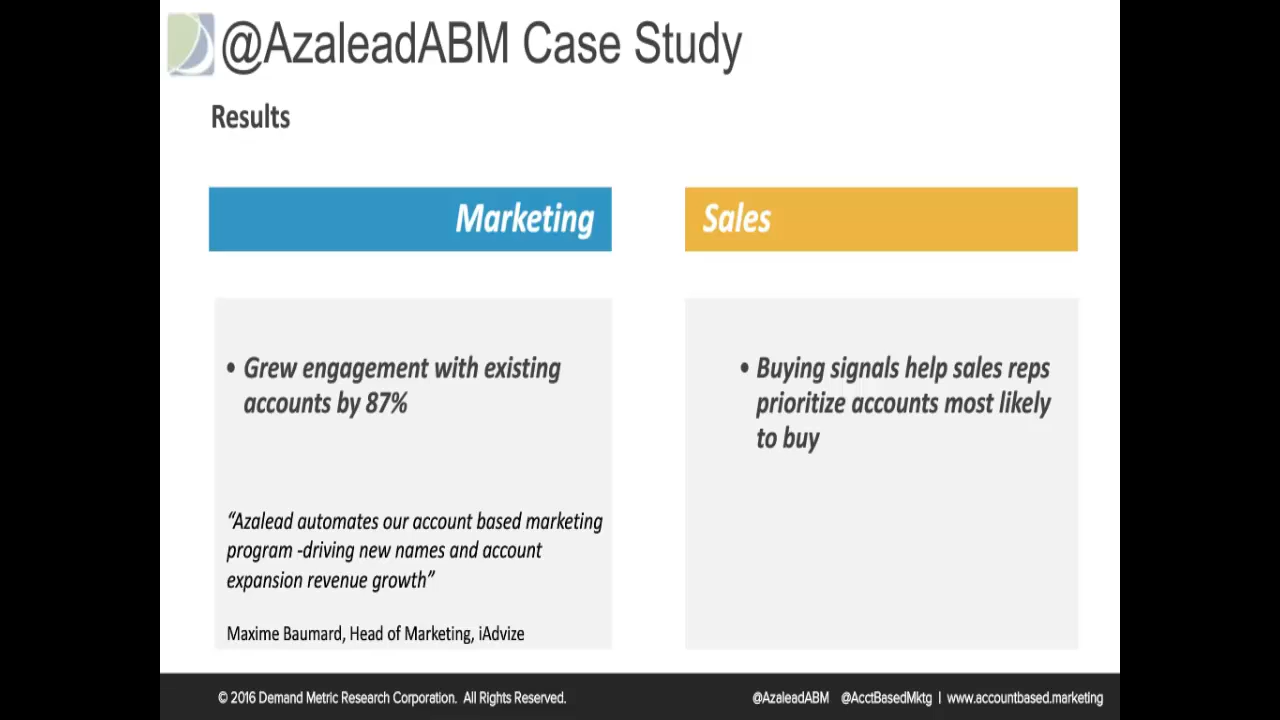 @AzaleadABM Case Study
Results
Marketing
• Grew engagement with existing
accounts by 87%
“Azalead automates our account based marketing
program -driving new names and account
expansion revenue growth”
Maxime Baumard, Head of Marketing, iAdvize
Sales
• Buying signals help sales reps
prioritize accounts most likely
to buy
© 2016 Demand Metric Research Corporation. All Rights Reserved.
@AzaleadABM @AcctBasedMktg | www.accountbased.marketing